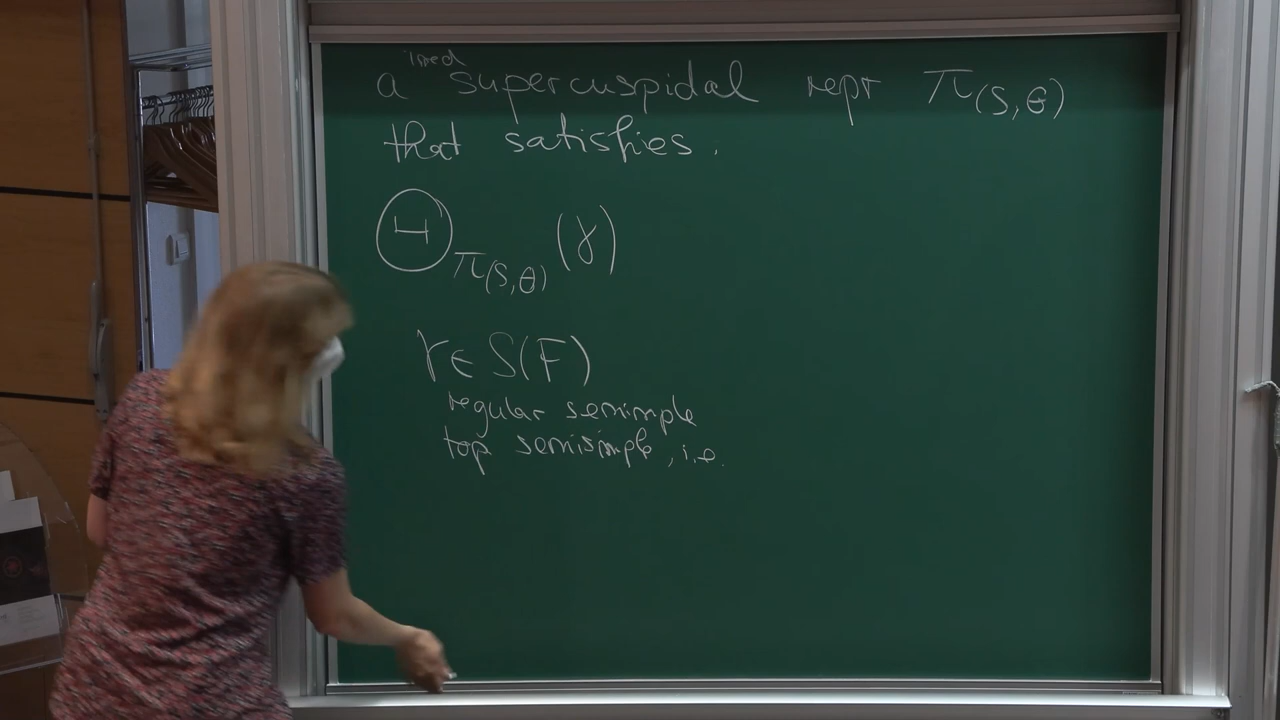 irred
a supercuspidal repr π(S,θ)
that satisfies.
Θπ(S,θ) (γ)
γ ∈ S(F)
regular semisimple
top semisimple, i.e.